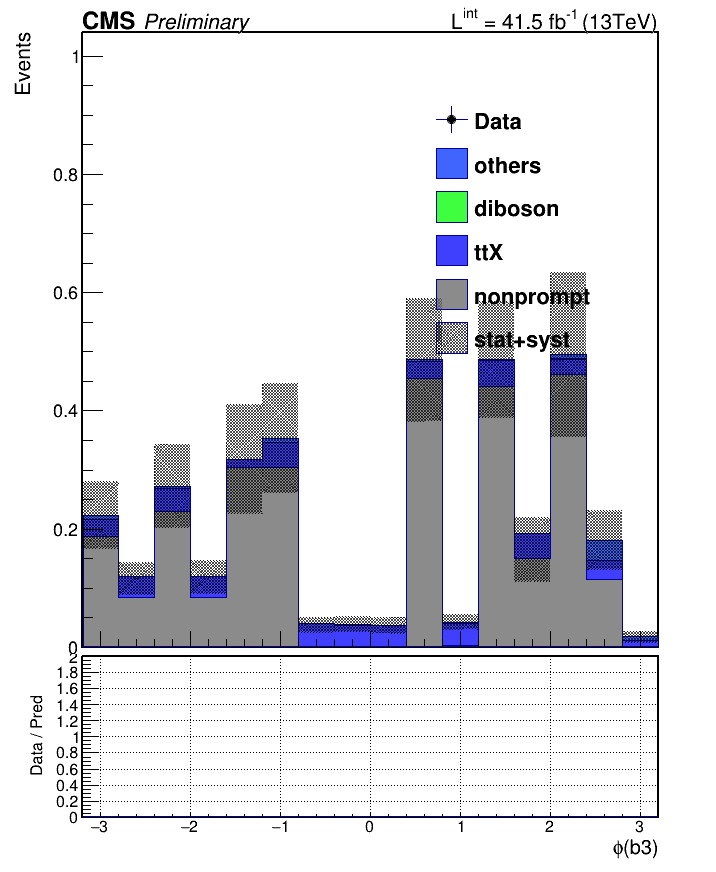 CMS Preliminary L^int = 41.5 fb^-1 (13TeV)
Events
1
0.8
0.6
0.4
0.2
0
Data
others
diboson
ttX
nonprompt
stat+syst
Data / Pred
2
1.8
1.6
1.4
1.2
1
0.8
0.6
0.4
0.2
0
−3 −2 −1 0 1 2 3
ϕ(b3)